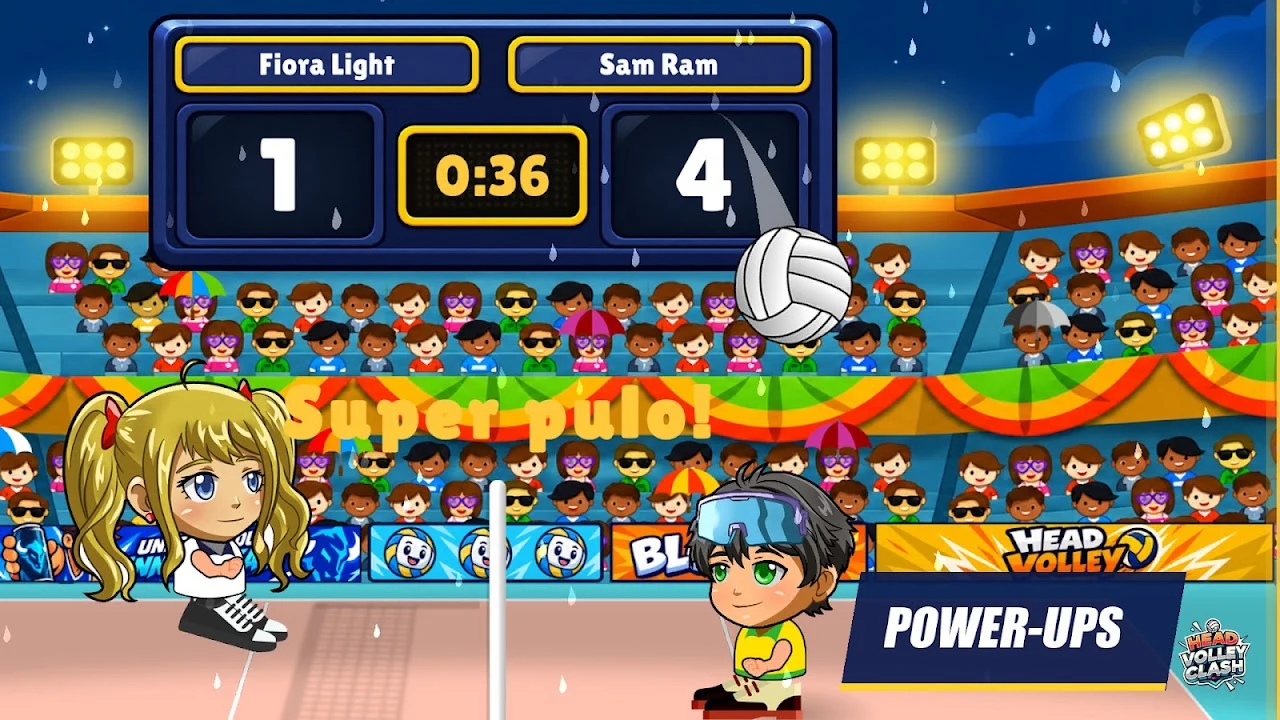 Fiora Light
Sam Ram
1
0:36
4
Super pulo!
HEAD
VOLLEY
POWER-UPS
HEAD
VOLLEY
CLASH